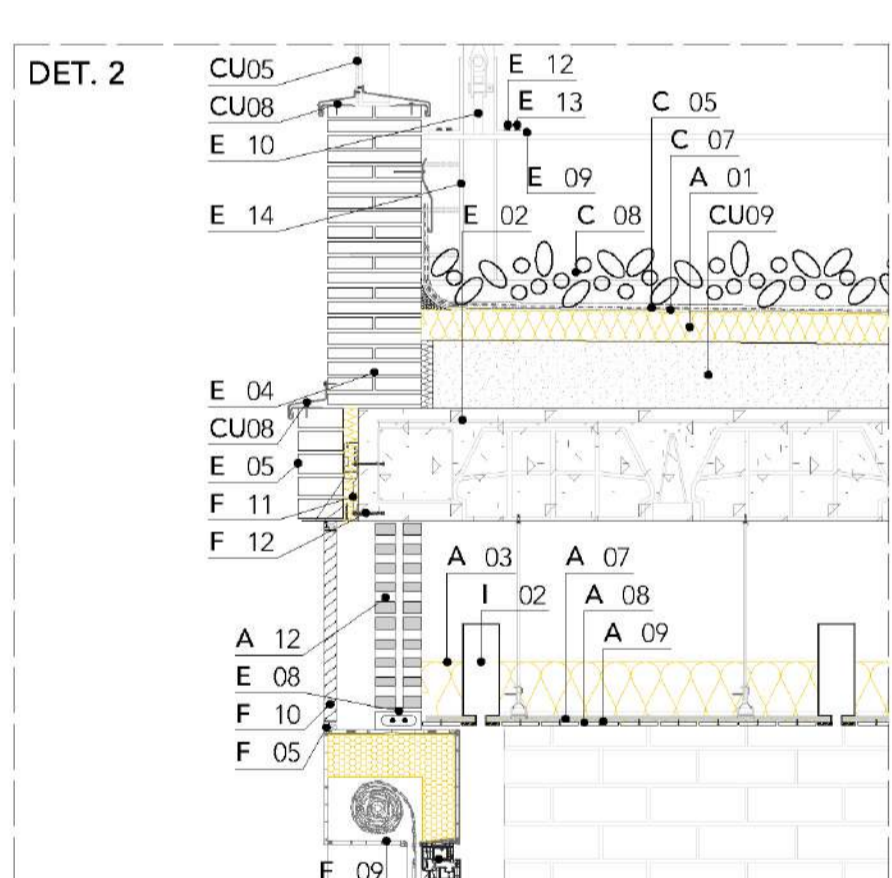 DET. 2
CU05
CU08
E 10
E 14
E 12
E 13
E 09
C 05
C 07
A 01
CU09
E 02
C 08
E 04
CU08
E 05
F 11
F 12
A 03
I 02
A 07
A 08
A 09
A 12
E 08
F 10
F 05
09